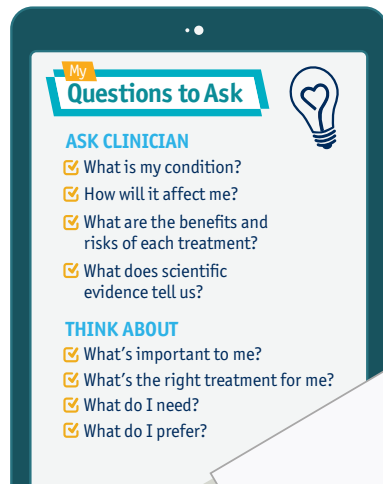 My
Questions to Ask
ASK CLINICIAN
What is my condition?
How will it affect me?
What are the benefits and
risks of each treatment?
What does scientific
evidence tell us?
THINK ABOUT
What's important to me?
What's the right treatment for me?
What do I need?
What do I prefer?